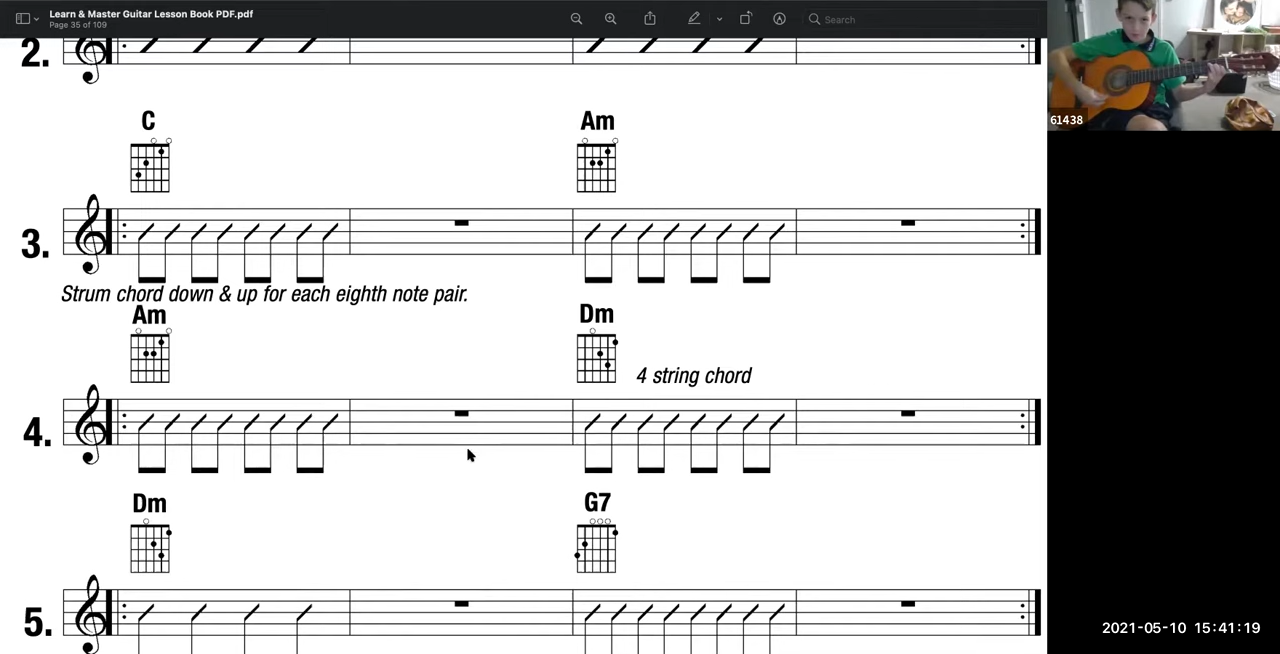 Learn & Master Guitar Lesson Book PDF.pdf
Page 35 of 109
Search
61438
2.
C
Am
3.
Strum chord down & up for each eighth note pair.
Am
Dm
4 string chord
4.
Dm
G7
5.
2021-05-10 15:41:19